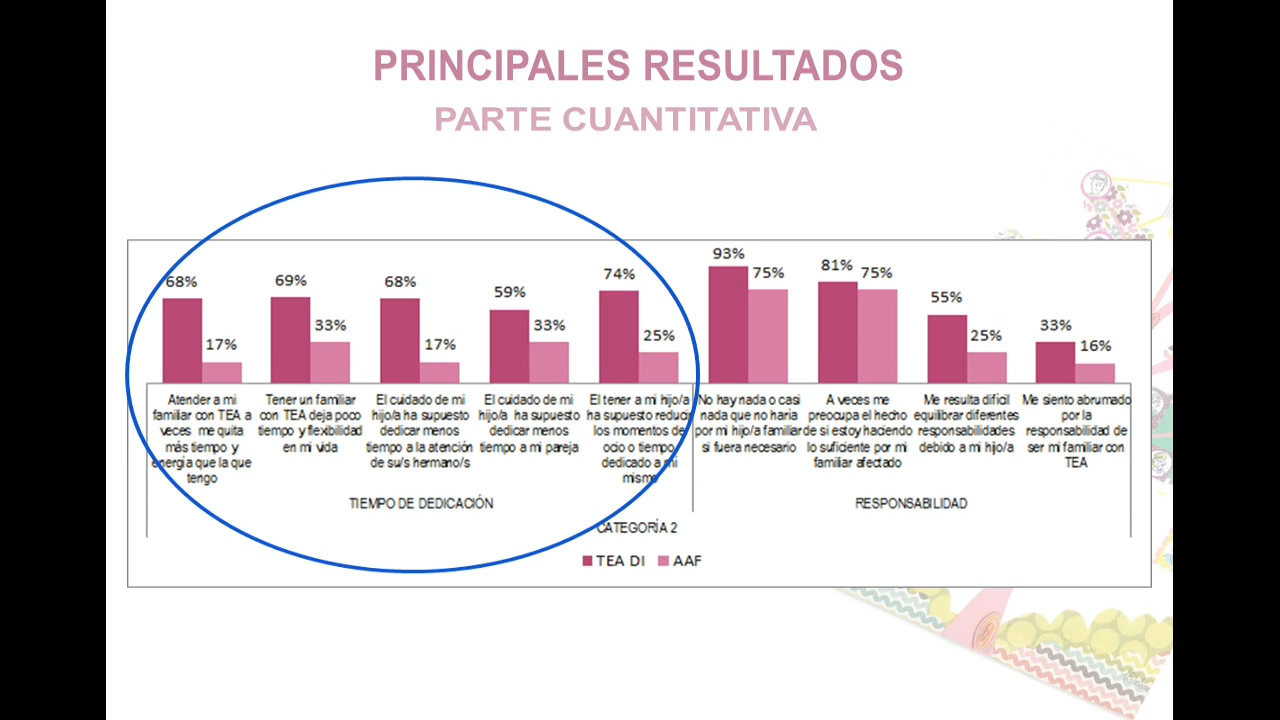 PRINCIPALES RESULTADOS
PARTE CUANTITATIVA
68%
17%
69%
33%
68%
17%
59%
33%
74%
25%
93%
75%
81%
75%
55%
25%
33%
16%
Atender a mi
familiar con TEA a
veces me quita
más tiempo y
energía que la que
tengo
Tener un familiar
con TEA deja poco
tiempo y flexibilidad
en mi vida
El cuidado de mi
hijo/a ha supuesto
dedicar menos
tiempo a la atención
de su/s hermano/s
El cuidado de mi
hijo/a ha supuesto
dedicar menos
tiempo a mi pareja
El tener a mi hijo/a
ha supuesto reducir
los momentos de
ocio o tiempo
dedicado a mi
mismo
No hay nada o casi
nada que no haría
por mi hijo/a familiar
si fuera necesario
A veces me
preocupa el hecho
de si estoy haciendo
lo suficiente por mi
familiar afectado
Me resulta difícil
equilibrar diferentes
responsabilidades
debido a mi hijo/a
Me siento abrumado
por la
responsabilidad de
ser mi familiar con
TEA
TIEMPO DE DEDICACIÓN
RESPONSABILIDAD
CATEGORÍA 2
TEA DI AAF